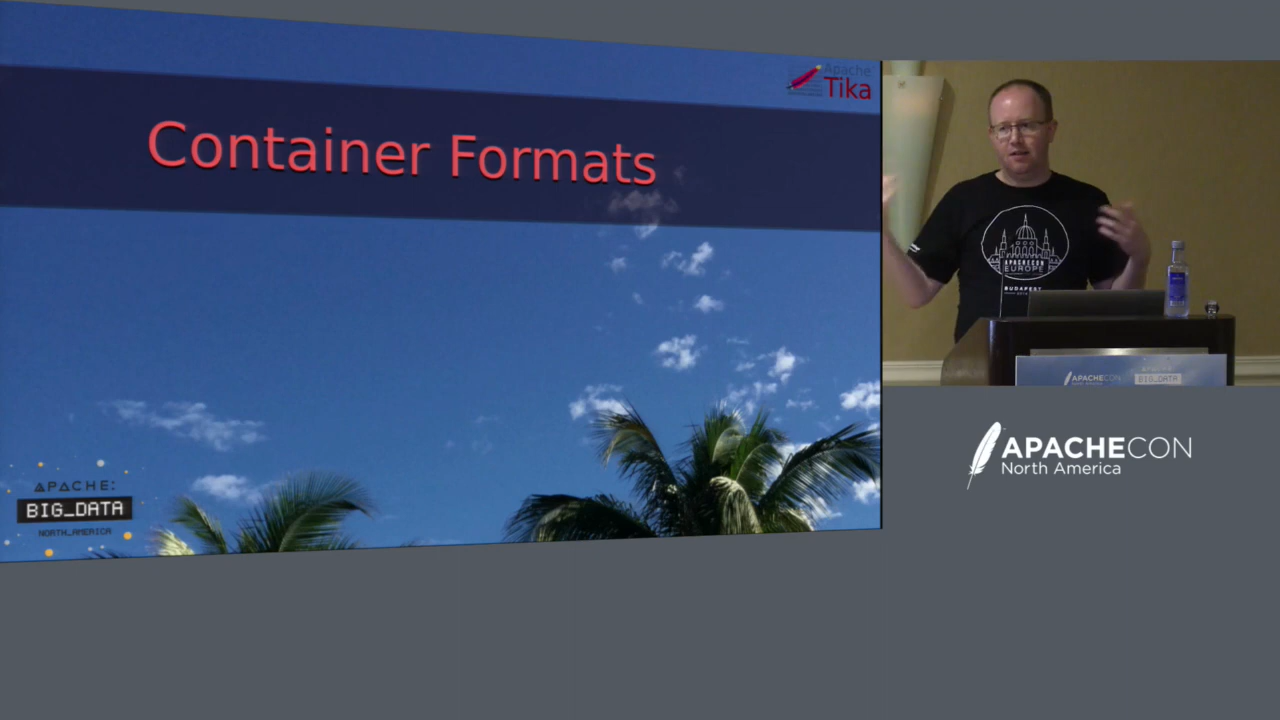 Apache
Tika
Container Formats
APACHE:
BIG_DATA
NORTH_AMERICA
APACHECON
EUROPE
BUDAPEST
APACHECON
BIG_DATA
APACHECON
North America